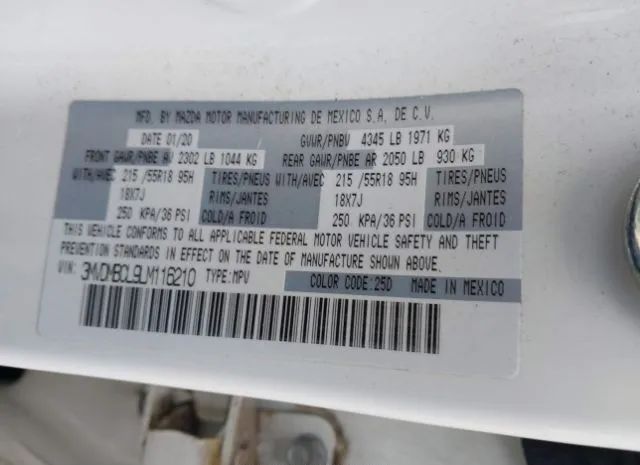 MFD. BY MAZDA MOTOR MANUFACTURING DE MEXICO S.A. DE C.V.
DATE 01/20 GVWR/PNBV 4345 LB 1971 KG
FRONT GAWR/PNBE AV 2302 LB 1044 KG REAR GAWR/PNBE AR 2050 LB 930 KG
WITH/AVEC 215 /55R18 95H TIRES/PNEUS WITH/AVEC 215 /55R18 95H TIRES/PNEUS
18X7J RIMS/JANTES 18X7J RIMS/JANTES
250 KPA/36 PSI COLD/A FROID 250 KPA/36 PSI COLD/A FROID
THIS VEHICLE CONFORMS TO ALL APPLICABLE FEDERAL MOTOR VEHICLE SAFETY AND THEFT
PREVENTION STANDARDS IN EFFECT ON THE DATE OF MANUFACTURE SHOWN ABOVE.
VIN: 3MVDMBCL9LM116210 TYPE:MPV COLOR CODE:25D MADE IN MEXICO